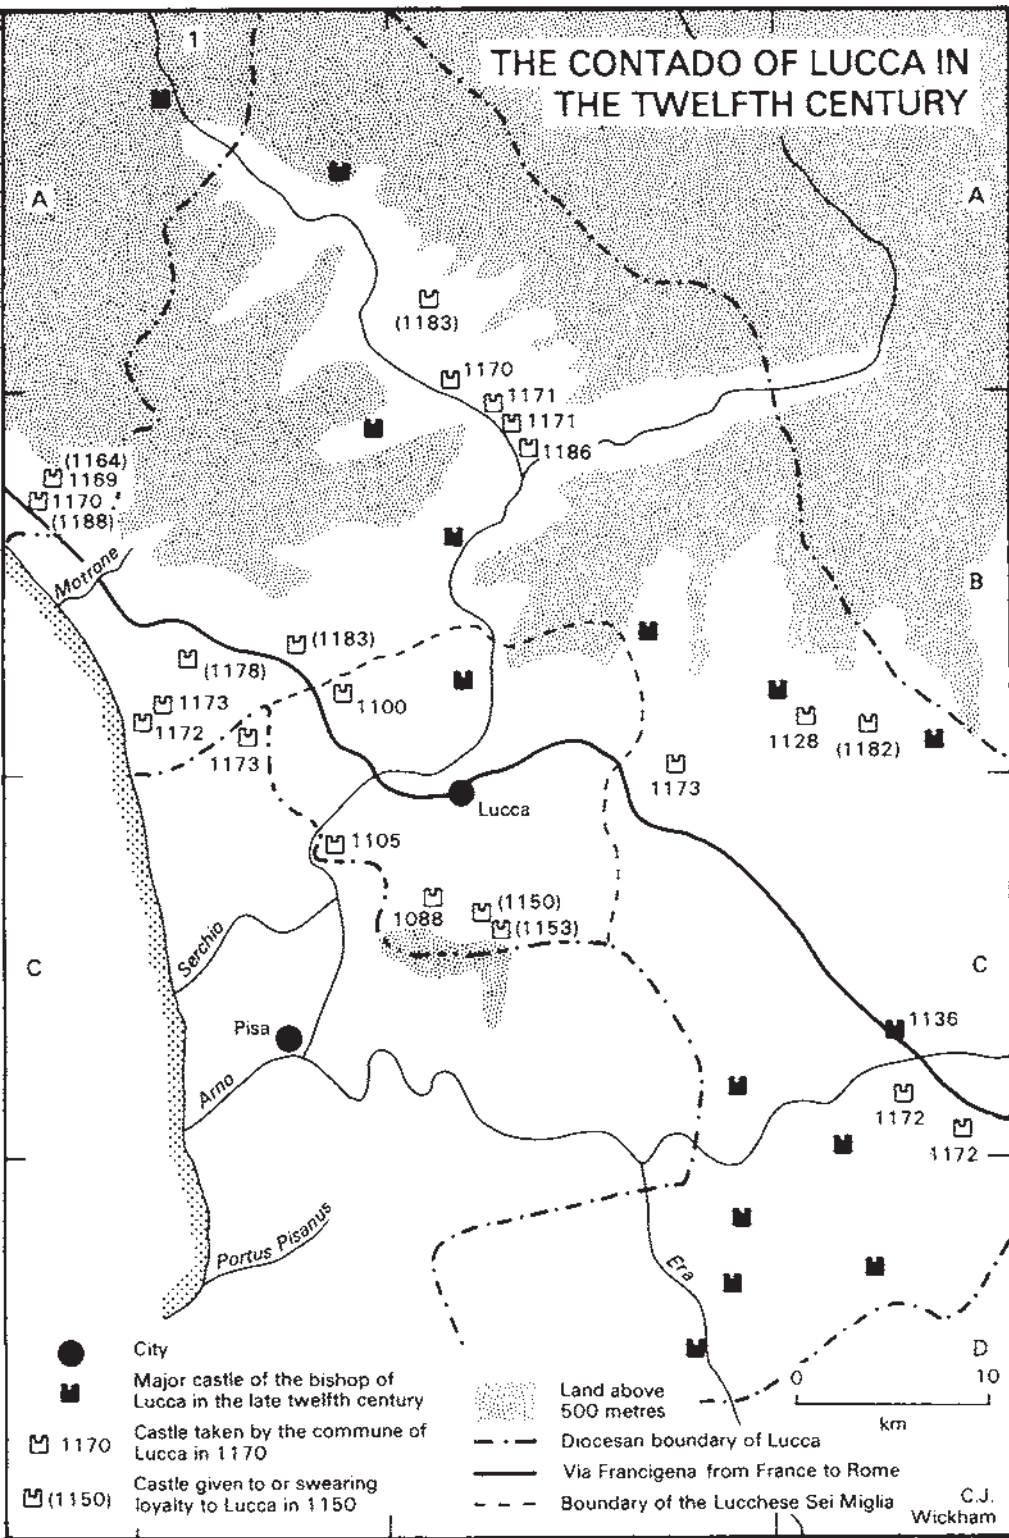 1
THE CONTADO OF LUCCA IN
THE TWELFTH CENTURY
A
A
(1183)
1170
1171
1171
1186
(1164)
1169
1170
(1188)
Motrone
B
(1183)
(1178)
1173
1172
1173
1100
1128
(1182)
1173
Lucca
1105
1088
(1150)
(1153)
Serchio
C
C
Pisa
1136
Arno
1172
1172
Portus Pisanus
Era
D
City
Major castle of the bishop of
Lucca in the late twelfth century
1170
Castle taken by the commune of
Lucca in 1170
(1150)
Castle given to or swearing
loyalty to Lucca in 1150
Land above
500 metres
0
10
km
Diocesan boundary of Lucca
Via Francigena from France to Rome
Boundary of the Lucchese Sei Miglia
C.J.
Wickham